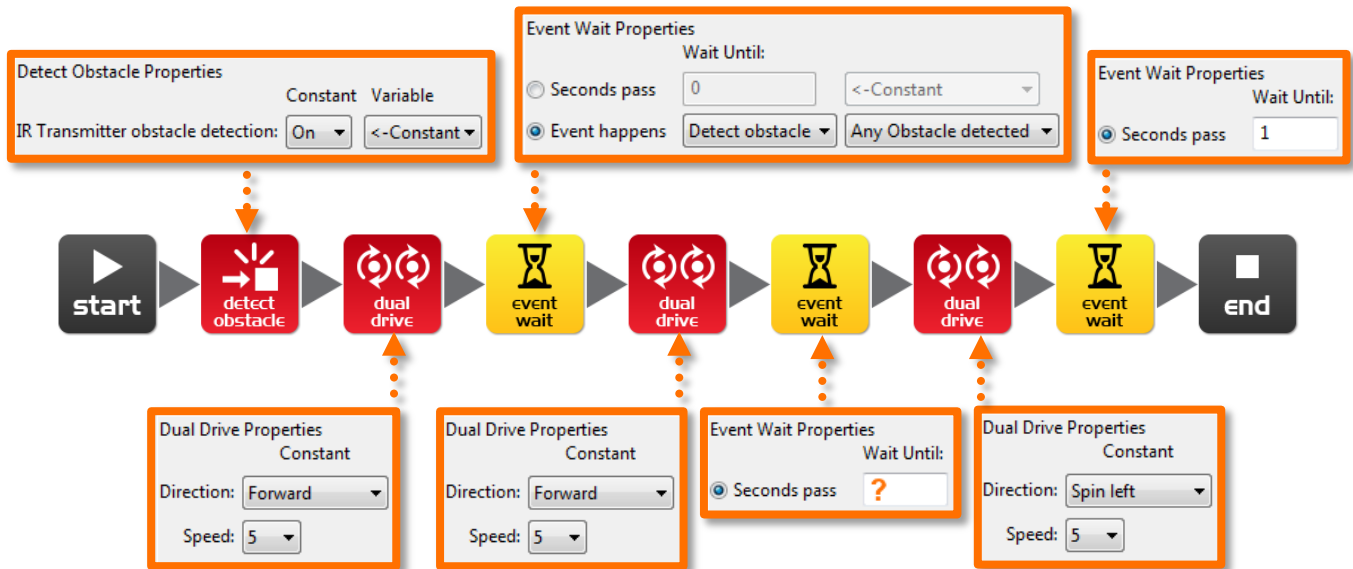 Detect Obstacle Properties
Constant Variable
IR Transmitter obstacle detection: On <-Constant
Event Wait Properties
Wait Until:
Seconds pass 0 <-Constant
Event happens Detect obstacle Any Obstacle detected
Event Wait Properties
Wait Until:
Seconds pass 1
start
detect
obstacle
dual
drive
event
wait
dual
drive
event
wait
dual
drive
event
wait
end
Dual Drive Properties
Constant
Direction: Forward
Speed: 5
Dual Drive Properties
Constant
Direction: Forward
Speed: 5
Event Wait Properties
Wait Until:
Seconds pass ?
Dual Drive Properties
Constant
Direction: Spin left
Speed: 5